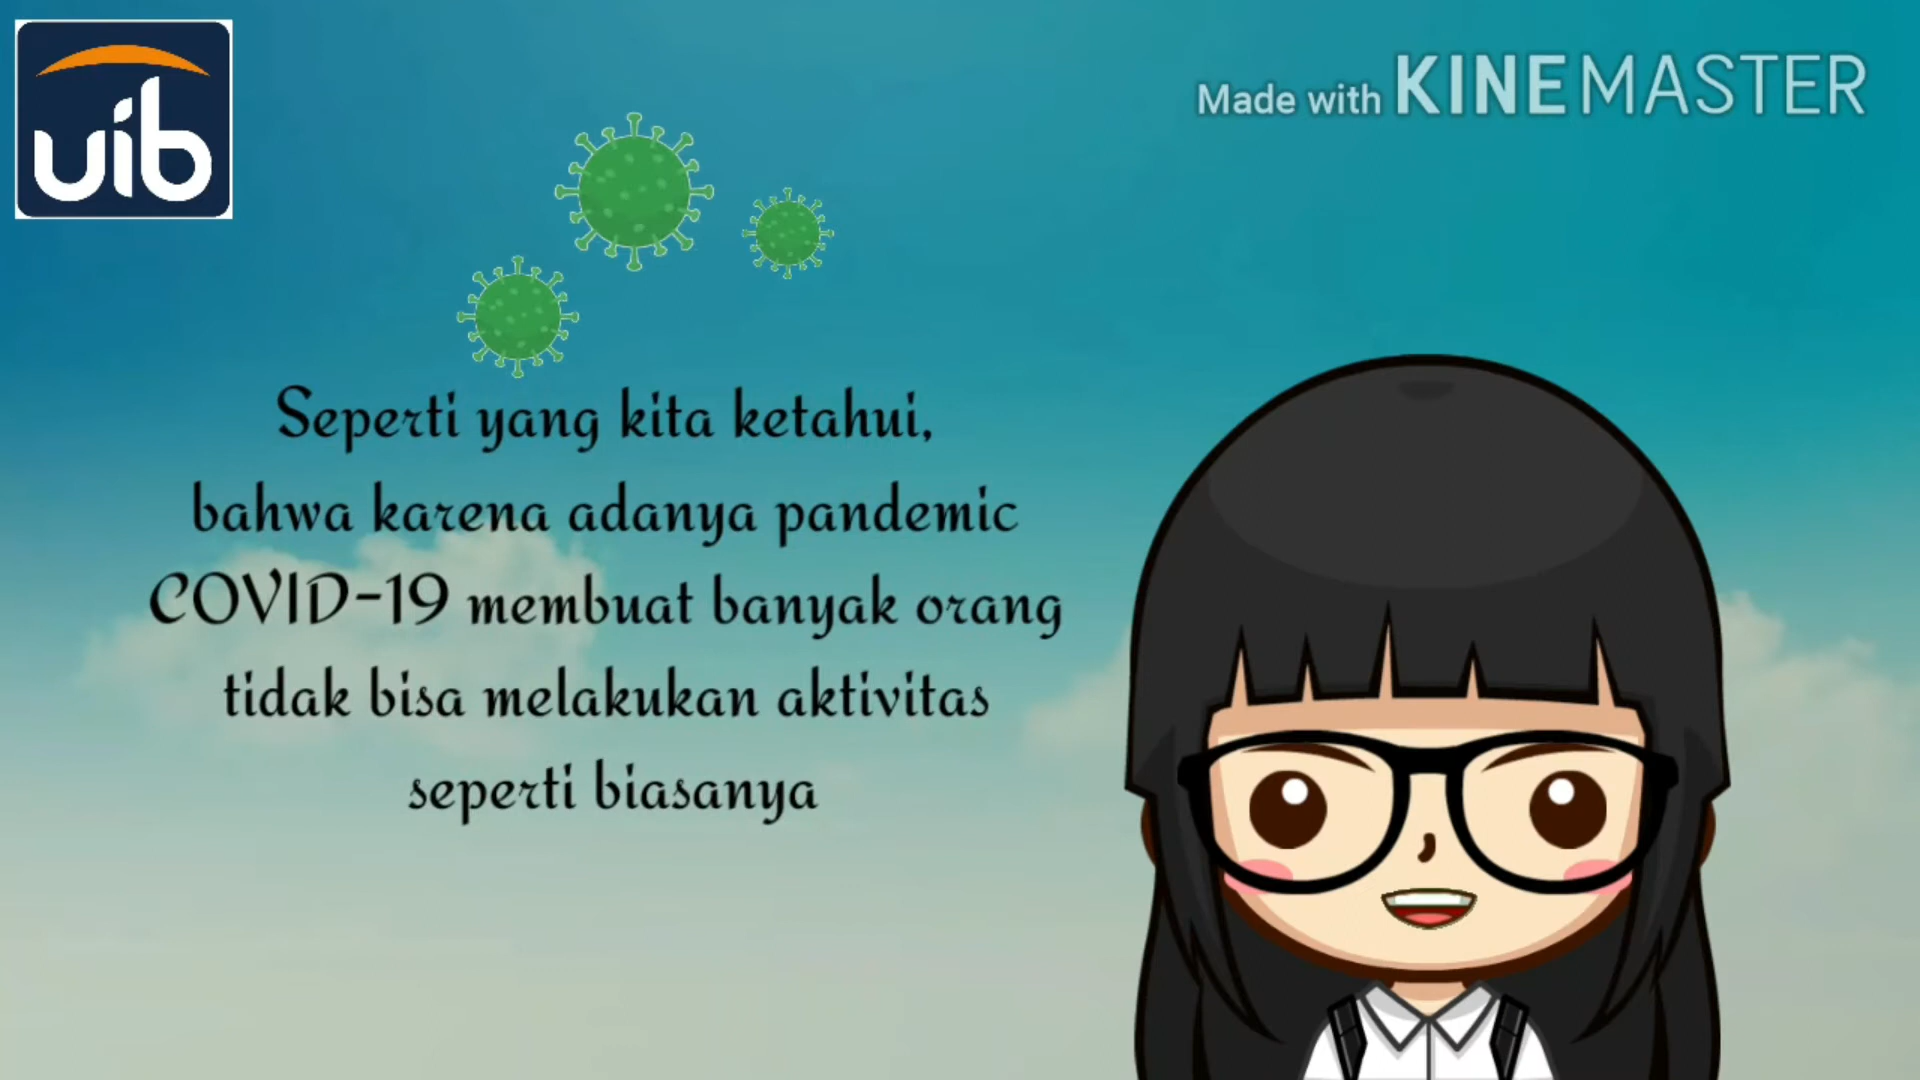 uib
Made with KINEMASTER
Seperti yang kita ketahui,
bahwa karena adanya pandemic
COVID-19 membuat banyak orang
tidak bisa melakukan aktivitas
seperti biasanya